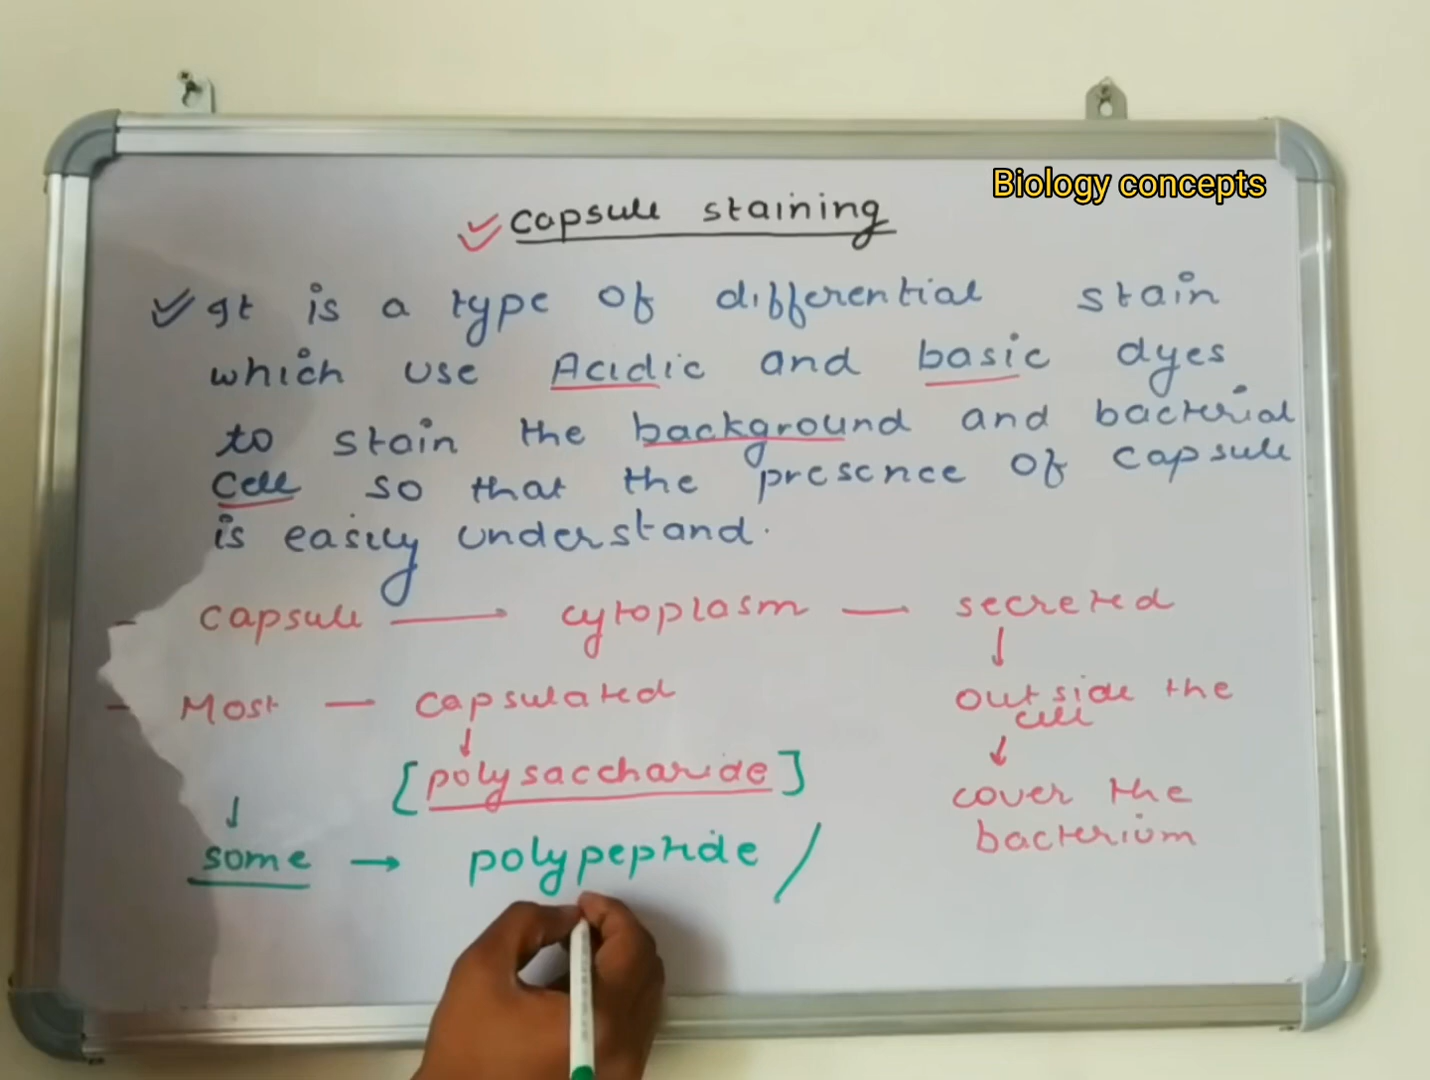 Biology concepts
capsule staining
It is a type of differential stain
which use Acidic and basic dyes
to stain the background and bacterial
cell so that the presence of capsule
is easily understand.
- capsule → cytoplasm — secreted
↓
- Most — capsulated outside the
cell
↓ ↓
[polysaccharide] cover the
bacterium
↓
some → polypeptide /